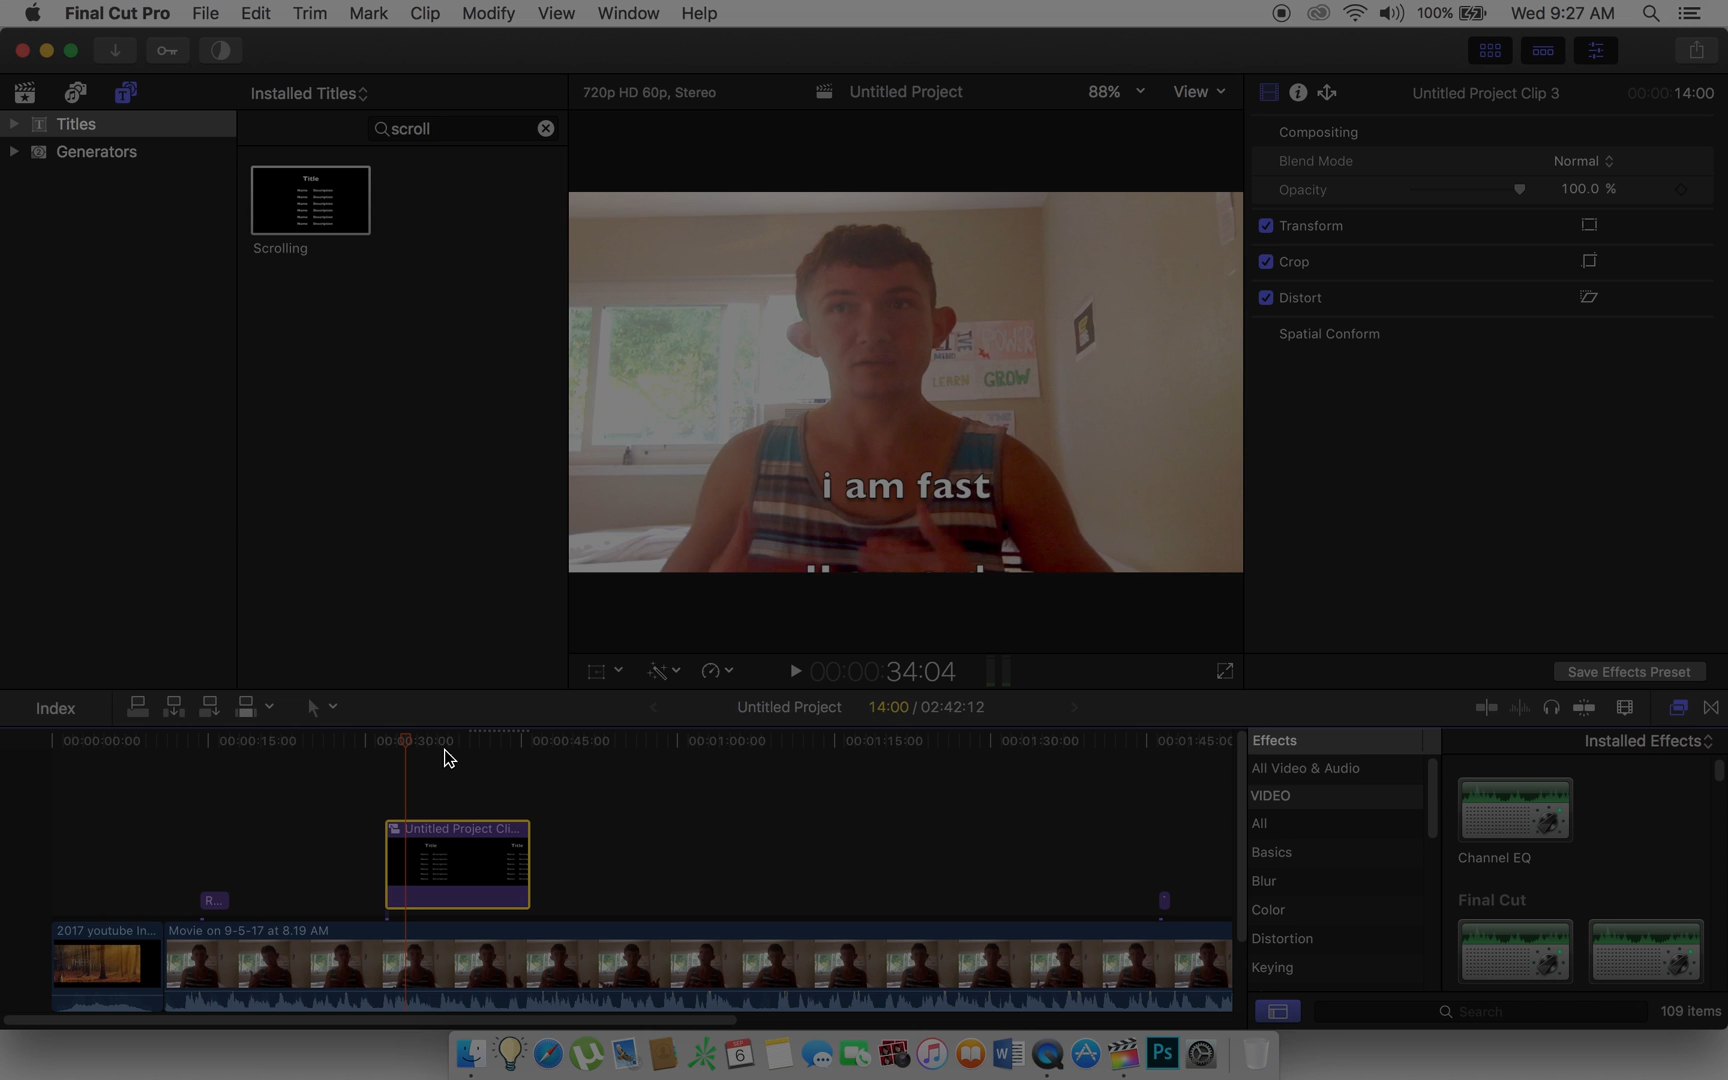 Final Cut Pro File Edit Trim Mark Clip Modify View Window Help 100% Wed 9:27 AM
Installed Titles
Titles
Generators
scroll
Title
Scrolling
720p HD 60p, Stereo Untitled Project 88% View
i am fast
LEARN GROW
POWER
00:00:34:04
Untitled Project Clip 3 00:00:14:00
Compositing
Blend Mode Normal
Opacity 100.0 %
Transform
Crop
Distort
Spatial Conform
Save Effects Preset
Index Untitled Project 14:00 / 02:42:12
00:00:00:00 00:00:15:00 00:00:30:00 00:00:45:00 00:01:00:00 00:01:15:00 00:01:30:00 00:01:45:00
Untitled Project Cli...
Title Title
R...
2017 youtube In... Movie on 9-5-17 at 8.19 AM
Effects
All Video & Audio
VIDEO
All
Basics
Blur
Color
Distortion
Keying
Installed Effects
Channel EQ
Final Cut
Search 109 items
SEP
6
W
Ps